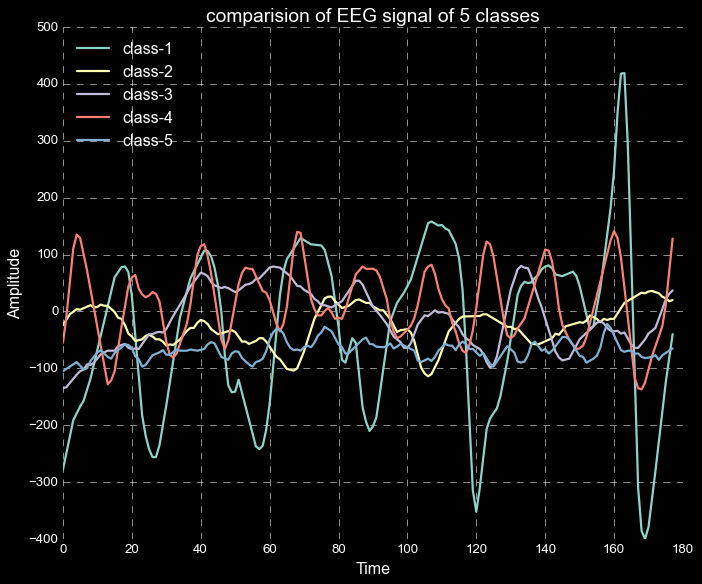 comparision of EEG signal of 5 classes
500
400
300
200
100
0
−100
−200
−300
−400
Amplitude
class-1
class-2
class-3
class-4
class-5
0 20 40 60 80 100 120 140 160 180
Time